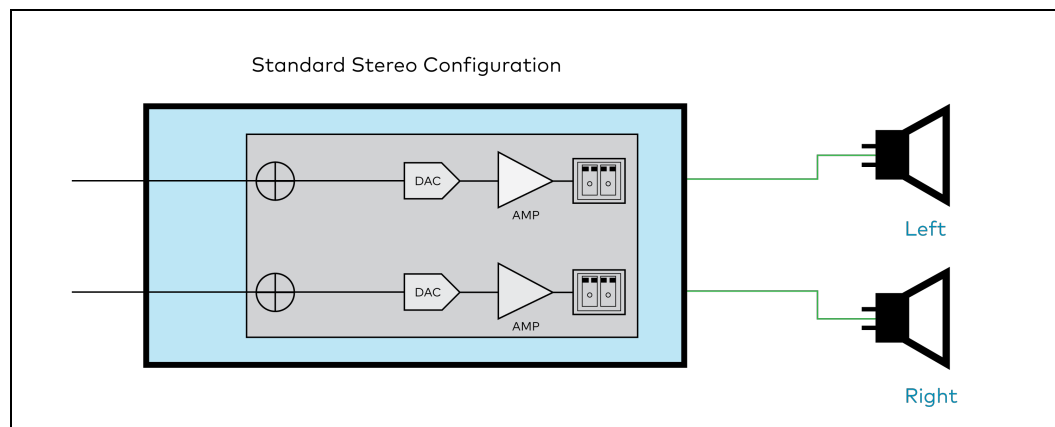 Standard Stereo Configuration
DAC
AMP
Left
DAC
AMP
Right